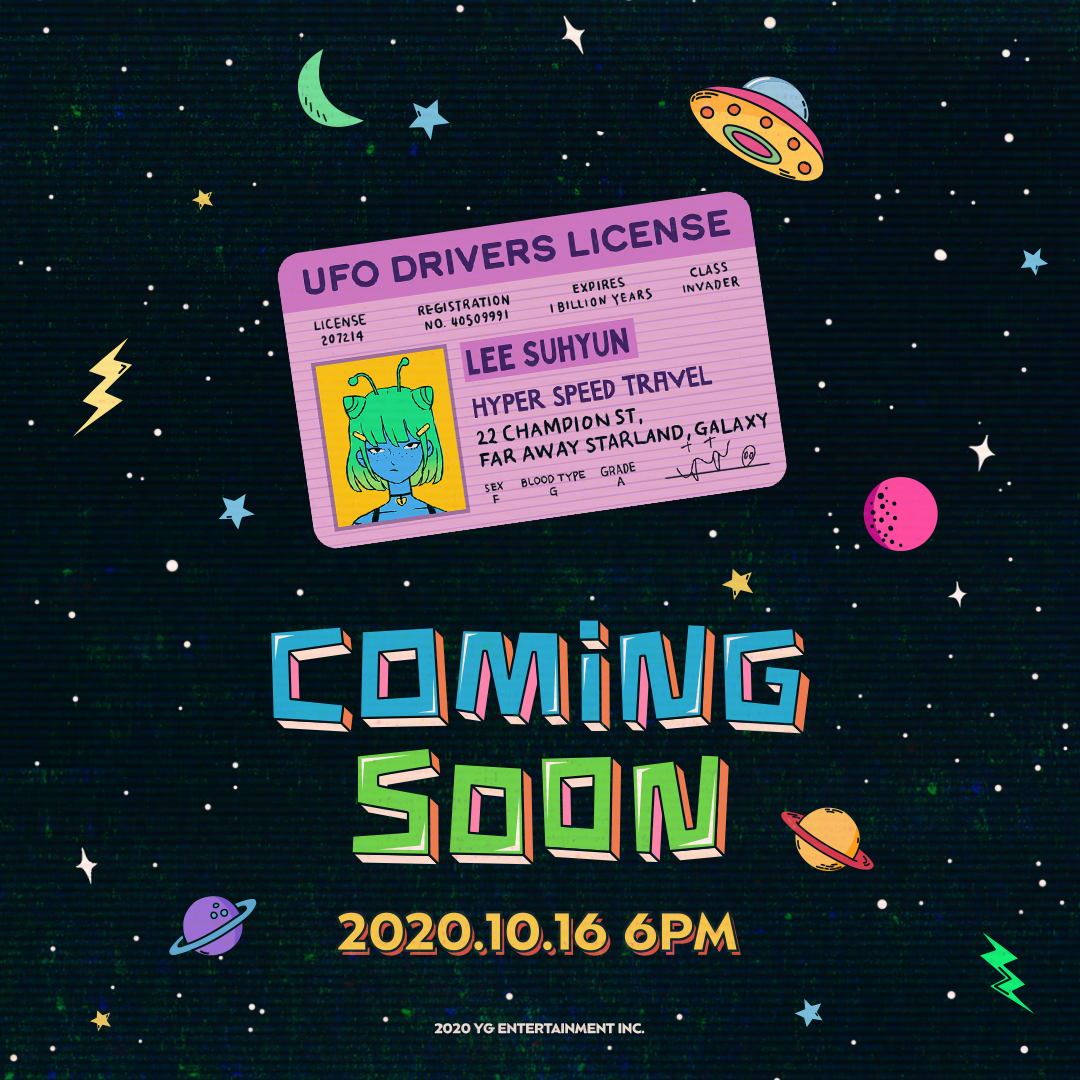 UFO DRIVERS LICENSE
LICENSE
207214
REGISTRATION
NO. 40509991
EXPIRES
1 BILLION YEARS
CLASS
INVADER
LEE SUHYUN
HYPER SPEED TRAVEL
22 CHAMPION ST,
FAR AWAY STARLAND, GALAXY
SEX
F
BLOOD TYPE
G
GRADE
A
COMiNG
SOON
2020.10.16 6PM
2020 YG ENTERTAINMENT INC.